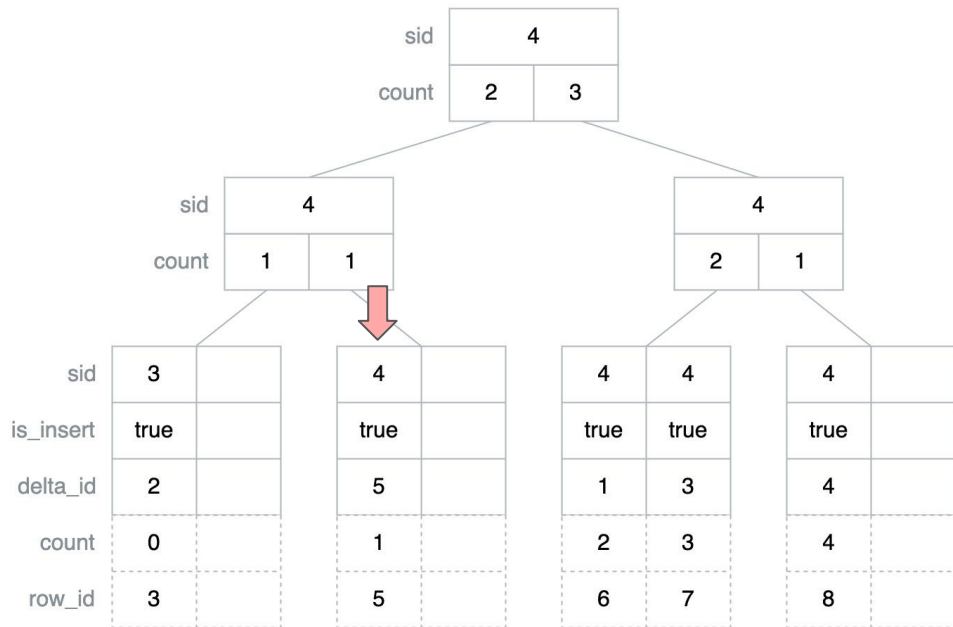 sid 4
count 2 3
sid 4 4
count 1 1 2 1
sid 3 4 4 4 4
is_insert true true true true true
delta_id 2 5 1 3 4
count 0 1 2 3 4
row_id 3 5 6 7 8